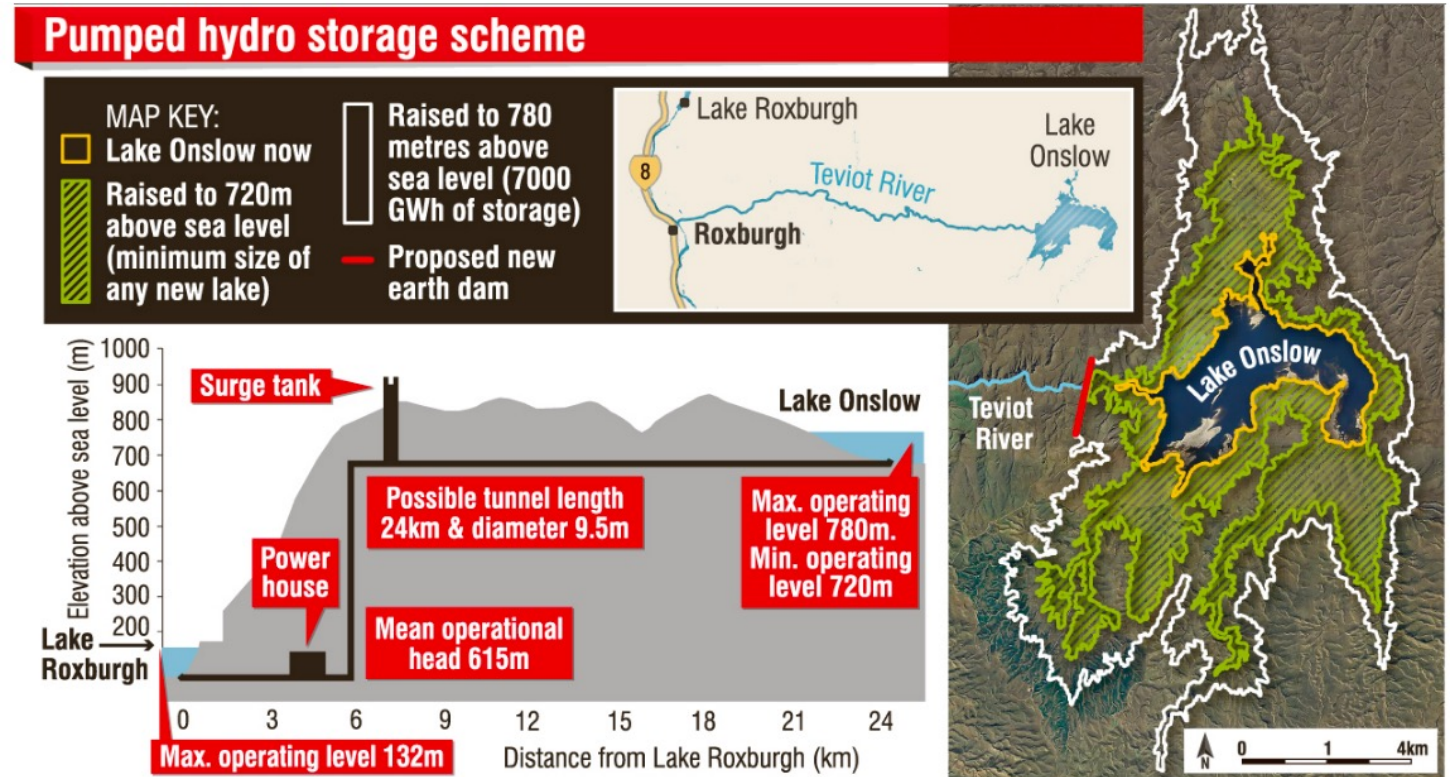 Pumped hydro storage scheme
MAP KEY:
Lake Onslow now
Raised to 720m
above sea level
(minimum size of
any new lake)
Raised to 780
metres above
sea level (7000
GWh of storage)
Proposed new
earth dam
Lake Roxburgh
Lake
Onslow
8
Teviot River
Roxburgh
Elevation above sea level (m)
1000
900
800
700
600
500
400
300
200
Surge tank
Lake Onslow
Possible tunnel length
24km & diameter 9.5m
Max. operating
level 780m.
Min. operating
level 720m
Power
house
Mean operational
head 615m
Lake
Roxburgh
0 3 6 9 12 15 18 21 24
Max. operating level 132m
Distance from Lake Roxburgh (km)
Lake Onslow
Teviot
River
N
0 1 4km